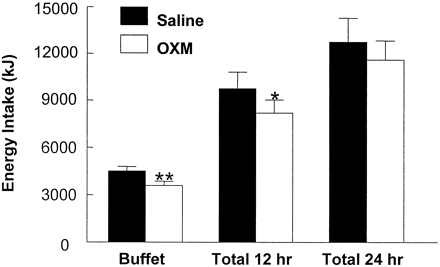 Energy Intake (kJ)
15000
12000
9000
6000
3000
0
Saline
OXM
**
*
Buffet
Total 12 hr
Total 24 hr